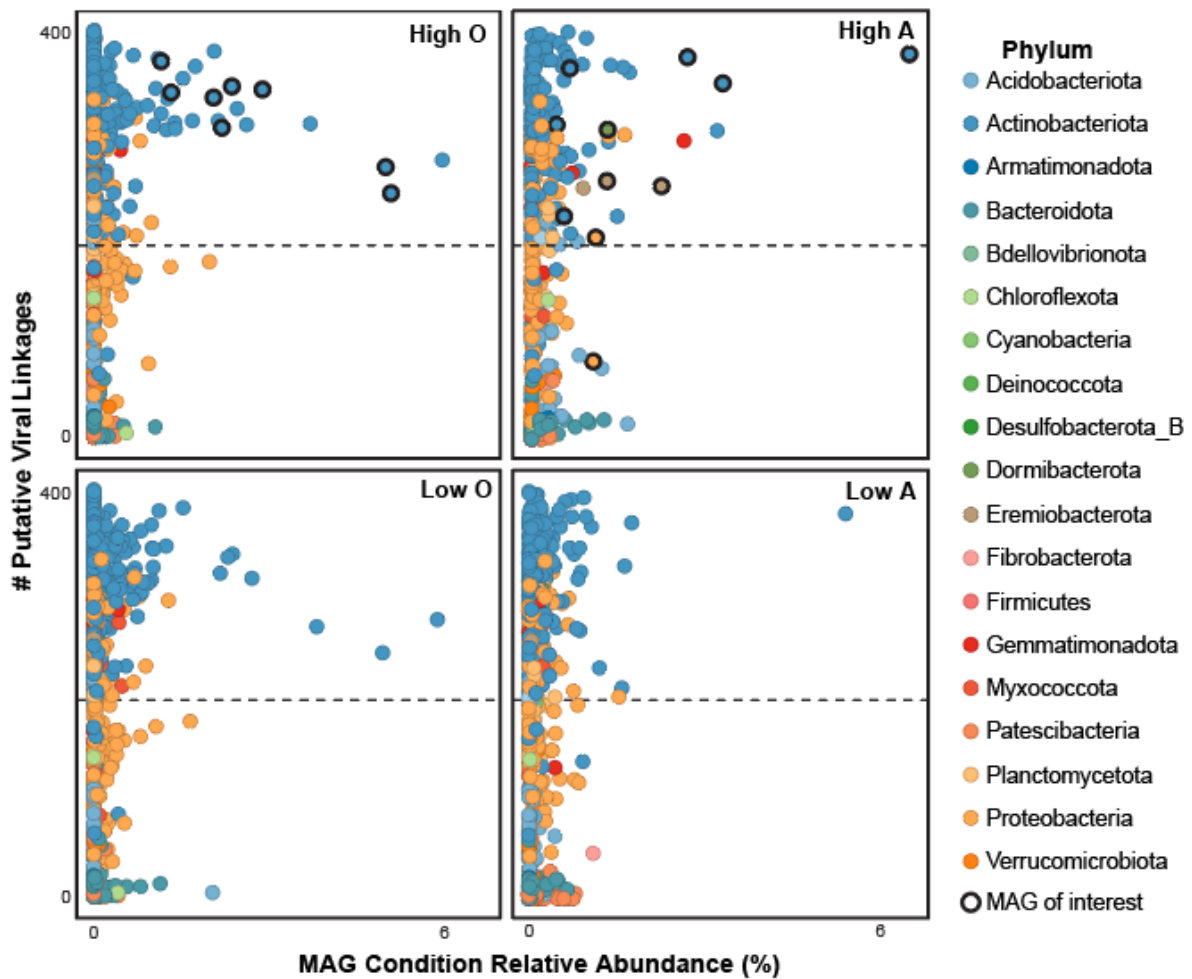 400
High O
High A
Phylum
Acidobacteriota
Actinobacteriota
Armatimonadota
Bacteroidota
Bdellovibrionota
Chloroflexota
Cyanobacteria
Deinococcota
Desulfobacterota_B
Dormibacterota
Eremiobacterota
Fibrobacterota
Firmicutes
Gemmatimonadota
Myxococcota
Patescibacteria
Planctomycetota
Proteobacteria
Verrucomicrobiota
MAG of interest
# Putative Viral Linkages
0
400
Low O
Low A
0
0
6
0
6
MAG Condition Relative Abundance (%)